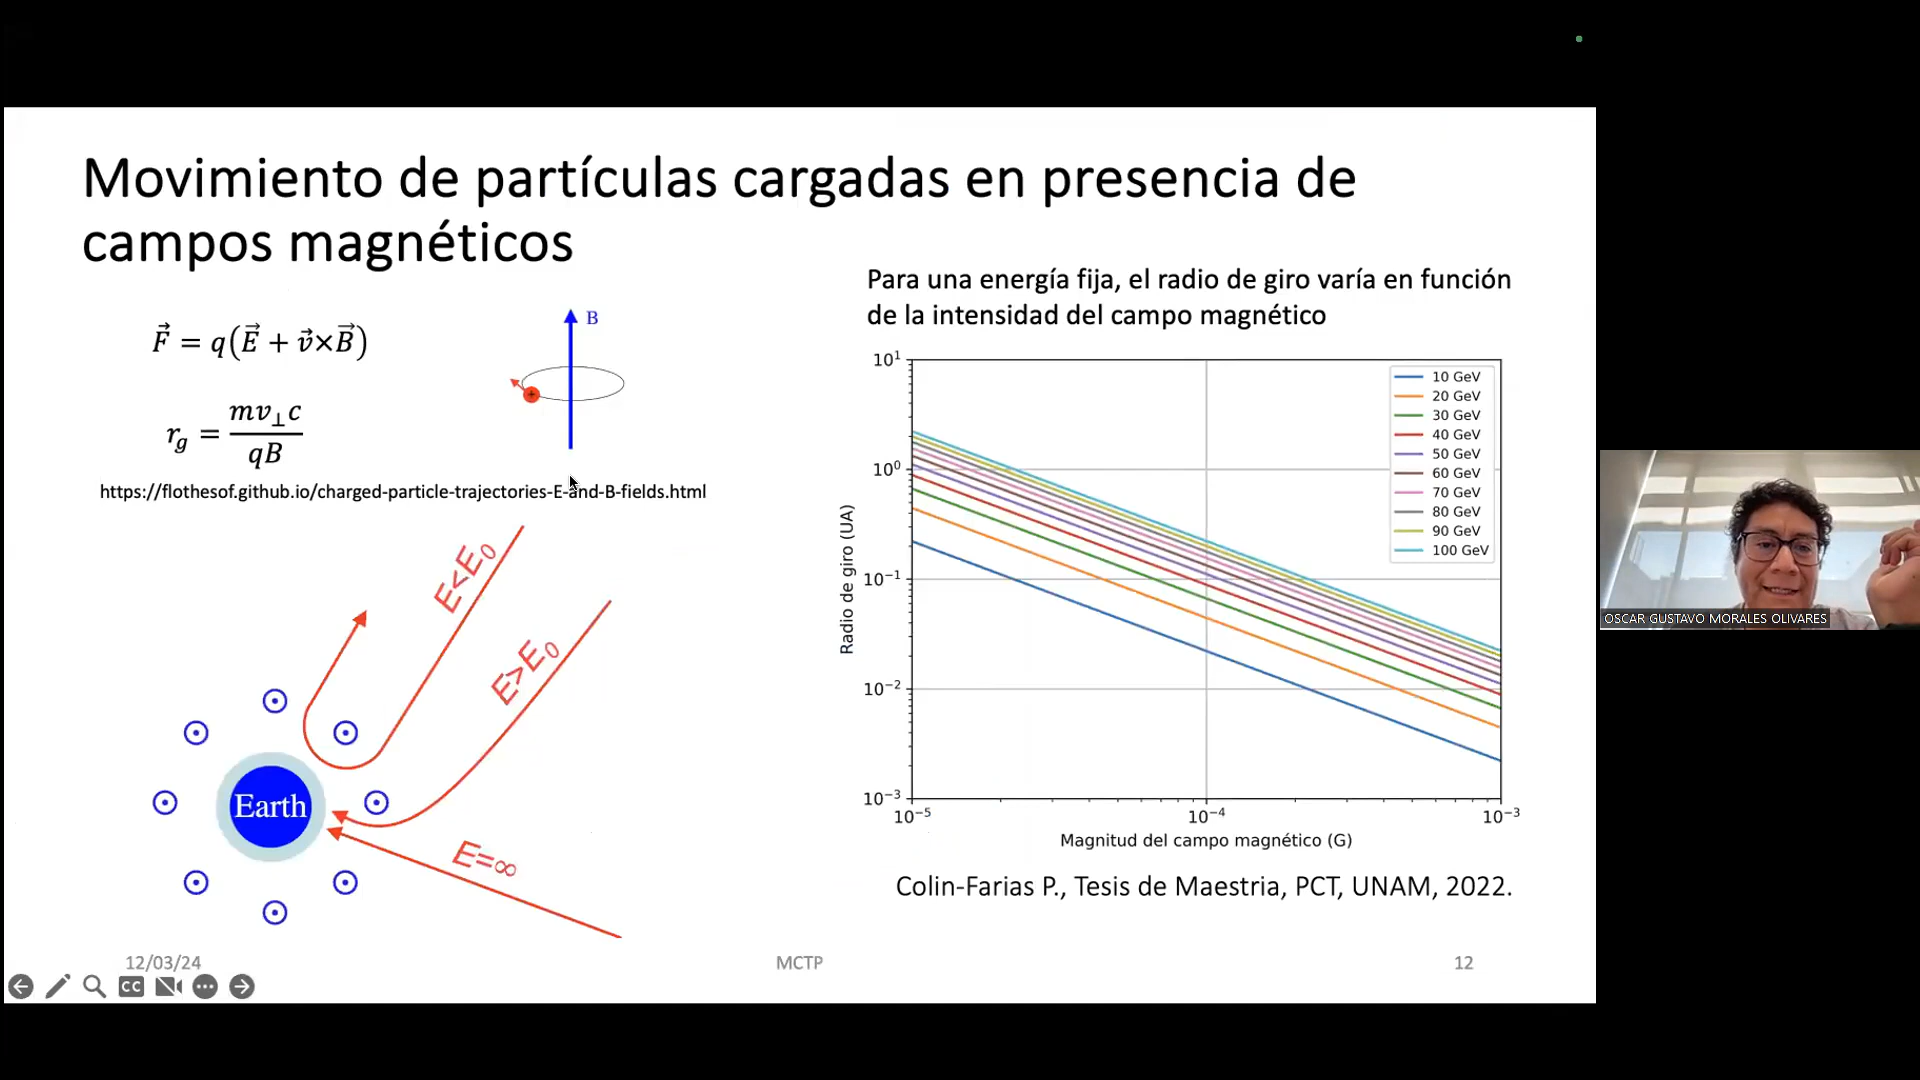 Movimiento de partículas cargadas en presencia de
campos magnéticos
F⃗ = q(E⃗ + v⃗×B⃗)
r_g = mv⊥c / qB
B
+
https://flothesof.github.io/charged-particle-trajectories-E-and-B-fields.html
E<E₀
E>E₀
E=∞
Earth
Para una energía fija, el radio de giro varía en función
de la intensidad del campo magnético
10¹
10⁰
10⁻¹
10⁻²
10⁻³
Radio de giro (UA)
10 GeV
20 GeV
30 GeV
40 GeV
50 GeV
60 GeV
70 GeV
80 GeV
90 GeV
100 GeV
10⁻⁵ 10⁻⁴ 10⁻³
Magnitud del campo magnético (G)
Colin-Farias P., Tesis de Maestria, PCT, UNAM, 2022.
12/03/24 MCTP 12
CC
OSCAR GUSTAVO MORALES OLIVARES